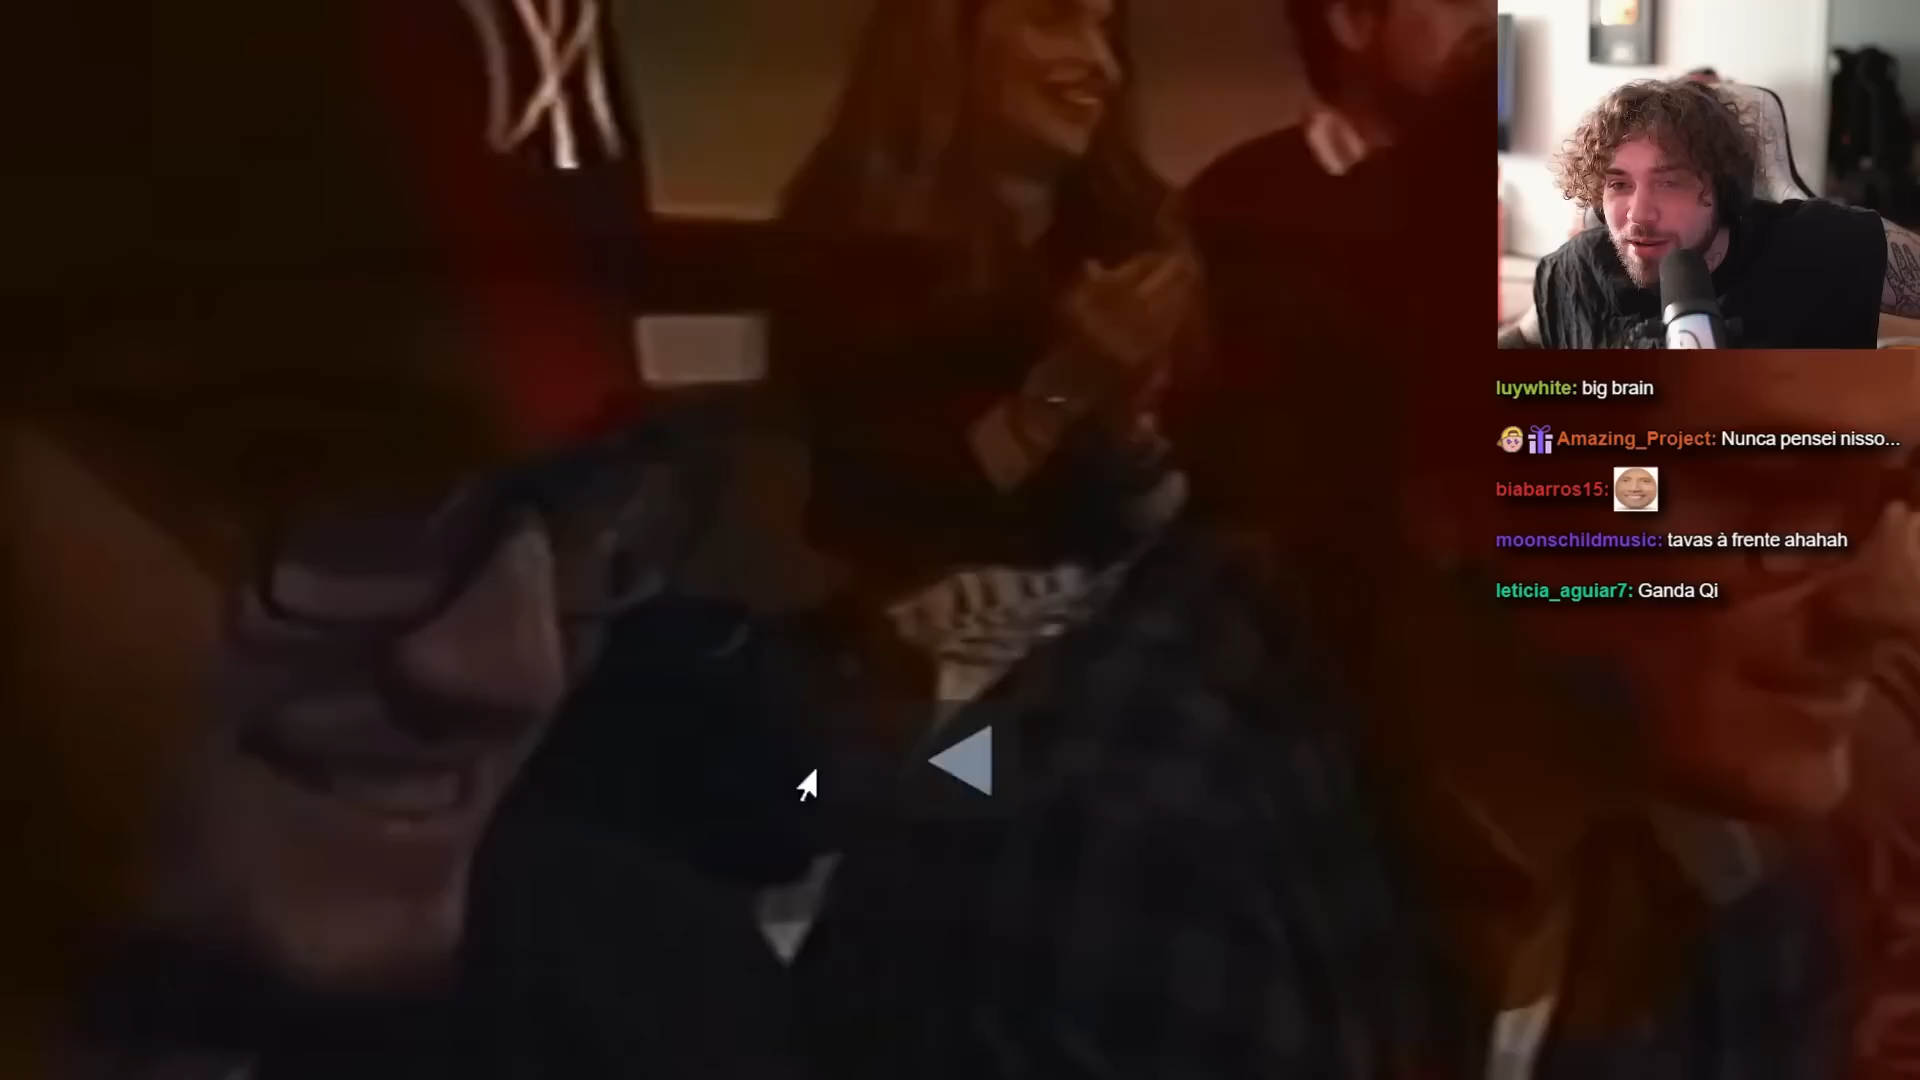 luywhite: big brain
Amazing_Project: Nunca pensei nisso...
biabarros15:
moonschildmusic: tavas à frente ahahah
leticia_aguiar7: Ganda Qi